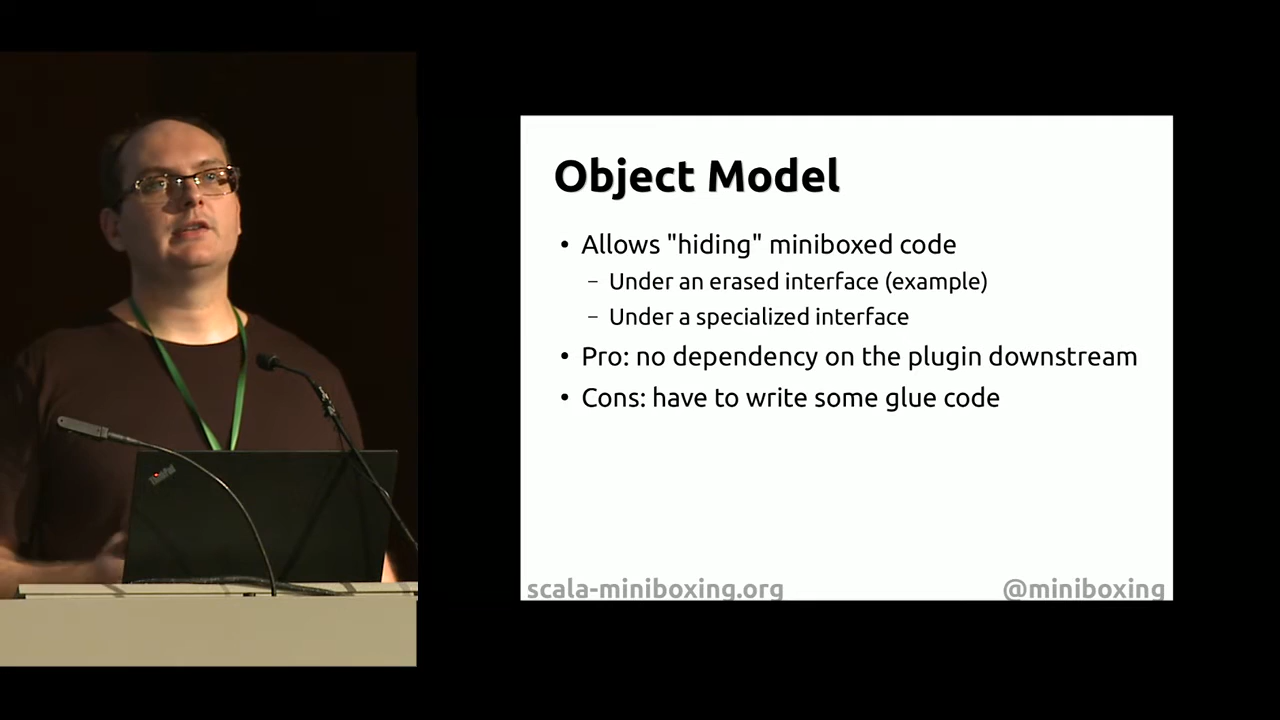 Object Model
• Allows "hiding" miniboxed code
– Under an erased interface (example)
– Under a specialized interface
• Pro: no dependency on the plugin downstream
• Cons: have to write some glue code
scala-miniboxing.org @miniboxing
ThinkPad